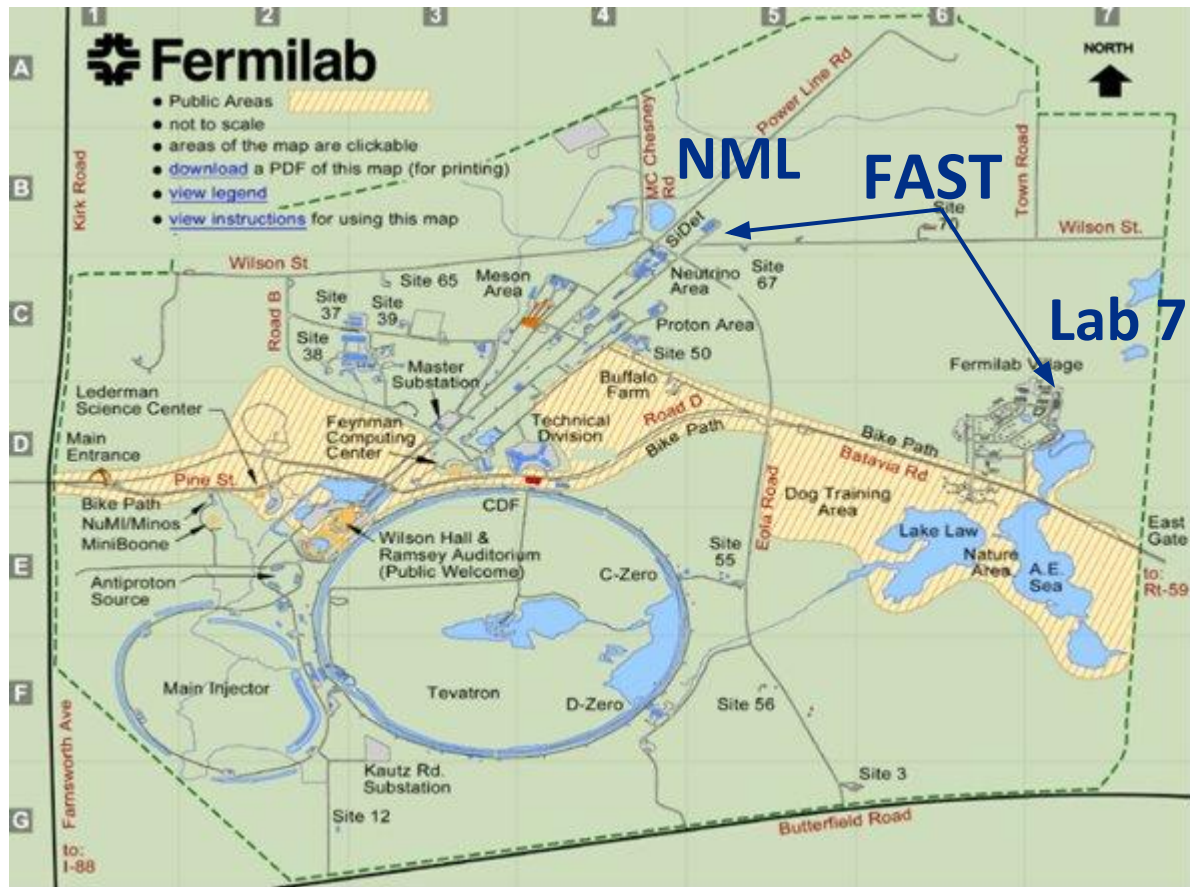 1 2 3 4 5 6 7
A
Fermilab
NORTH
• Public Areas
• not to scale
• areas of the map are clickable
• download a PDF of this map (for printing)
• view legend
• view instructions for using this map
Power Line Rd
MC Chesney
Rd
NML
FAST
B
Kirk Road
Town Road
Site
70
Wilson St.
SiDet
Wilson St
Site 65
Meson
Area
Neutrino
Area
Site
67
C
Road B
Site
37
Site
39
Site
38
Proton Area
Lab 7
Site 50
Master
Substation
Fermilab Village
Buffalo
Farm
Lederman
Science Center
Feynman
Computing
Center
Technical
Division
Road D
Bike Path
D
Main
Entrance
Bike Path
Batavia Rd
Pine St.
CDF
Dog Training
Area
Eola Road
Bike Path
NuMI/Minos
MiniBoone
Wilson Hall &
Ramsey Auditorium
(Public Welcome)
Lake Law
East
Gate
E
Site
55
Nature
Area
A.E.
Sea
Antiproton
Source
C-Zero
to:
Rt-59
F
Main Injector
Tevatron
D-Zero
Site 56
Farnsworth Ave
Kautz Rd.
Substation
Site 3
G
Site 12
Butterfield Road
to:
I-88